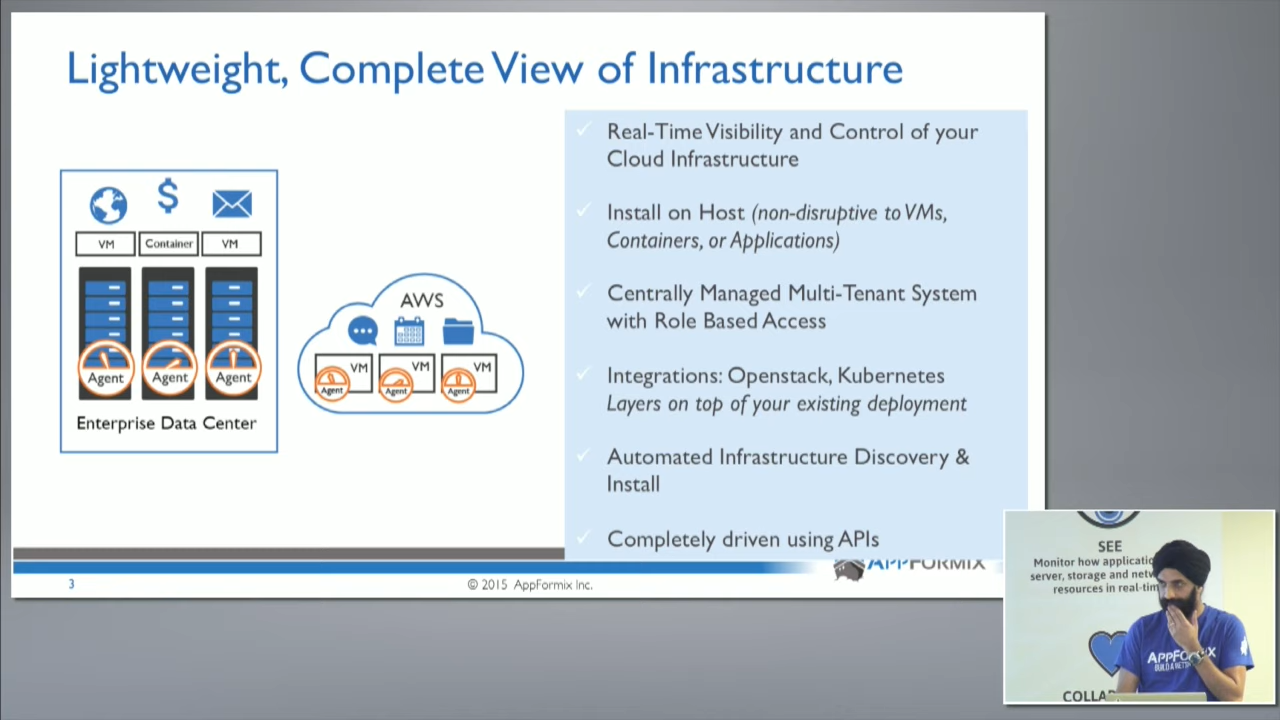 Lightweight, Complete View of Infrastructure
VM
Container
VM
Agent
Agent
Agent
Enterprise Data Center
AWS
VM
VM
VM
Agent
Agent
Agent
Real-Time Visibility and Control of your
Cloud Infrastructure
Install on Host (non-disruptive to VMs,
Containers, or Applications)
Centrally Managed Multi-Tenant System
with Role Based Access
Integrations: Openstack, Kubernetes
Layers on top of your existing deployment
Automated Infrastructure Discovery &
Install
Completely driven using APIs
3
© 2015 AppFormix Inc.
APPFORMIX
SEE
Monitor how
server, storage and
resources in
APPFORMIX
BUILD A